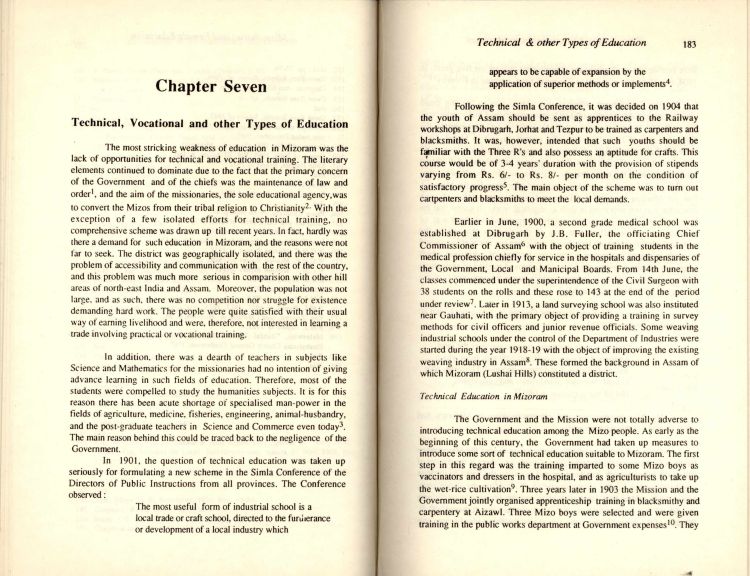 Chapter Seven
Technical, Vocational and other Types of Education
The most stricking weakness of education in Mizoram was the
lack of opportunities for technical and vocational training. The literary
elements continued to dominate due to the fact that the primary concern
of the Government and of the chiefs was the maintenance of law and
order1, and the aim of the missionaries, the sole educational agency,was
to convert the Mizos from their tribal religion to Christianity2. With the
exception of a few isolated efforts for technical training, no
comprehensive scheme was drawn up till recent years. In fact, hardly was
there a demand for such education in Mizoram, and the reasons were not
far to seek. The district was geographically isolated, and there was the
problem of accessibility and communication with the rest of the country,
and this problem was much more serious in comparision with other hill
areas of north-east India and Assam. Moreover, the population was not
large, and as such, there was no competition nor struggle for existence
demanding hard work. The people were quite satisfied with their usual
way of earning livelihood and were, therefore, not interested in learning a
trade involving practical or vocational training.
In addition, there was a dearth of teachers in subjects like
Science and Mathematics for the missionaries had no intention of giving
advance learning in such fields of education. Therefore, most of the
students were compelled to study the humanities subjects. It is for this
reason there has been acute shortage of specialised man-power in the
fields of agriculture, medicine, fisheries, engineering, animal-husbandry,
and the post-graduate teachers in Science and Commerce even today3.
The main reason behind this could be traced back to the negligence of the
Government.
In 1901, the question of technical education was taken up
seriously for formulating a new scheme in the Simla Conference of the
Directors of Public Instructions from all provinces. The Conference
observed :
The most useful form of industrial school is a
local trade or craft school, directed to the furtherance
or development of a local industry which
Technical & other Types of Education 183
appears to be capable of expansion by the
application of superior methods or implements4.
Following the Simla Conference, it was decided on 1904 that
the youth of Assam should be sent as apprentices to the Railway
workshops at Dibrugarh, Jorhat and Tezpur to be trained as carpenters and
blacksmiths. It was, however, intended that such youths should be
familiar with the Three R's and also possess an aptitude for crafts. This
course would be of 3-4 years' duration with the provision of stipends
varying from Rs. 6/- to Rs. 8/- per month on the condition of
satisfactory progress5. The main object of the scheme was to turn out
cartpenters and blacksmiths to meet the local demands.
Earlier in June, 1900, a second grade medical school was
established at Dibrugarh by J.B. Fuller, the officiating Chief
Commissioner of Assam6 with the object of training students in the
medical profession chiefly for service in the hospitals and dispensaries of
the Government, Local and Manicipal Boards. From 14th June, the
classes commenced under the superintendence of the Civil Surgeon with
38 students on the rolls and these rose to 143 at the end of the period
under review7. Later in 1913, a land surveying school was also instituted
near Gauhati, with the primary object of providing a training in survey
methods for civil officers and junior revenue officials. Some weaving
industrial schools under the control of the Department of Industries were
started during the year 1918-19 with the object of improving the existing
weaving industry in Assam8. These formed the background in Assam of
which Mizoram (Lushai Hills) constituted a district.
Technical Education in Mizoram
The Government and the Mission were not totally adverse to
introducing technical education among the Mizo people. As early as the
beginning of this century, the Government had taken up measures to
introduce some sort of technical education suitable to Mizoram. The first
step in this regard was the training imparted to some Mizo boys as
vaccinators and dressers in the hospital, and as agriculturists to take up
the wet-rice cultivation9. Three years later in 1903 the Mission and the
Government jointly organised apprenticeship training in blacksmithy and
carpentery at Aizawl. Three Mizo boys were selected and were given
training in the public works department at Government expenses10. They